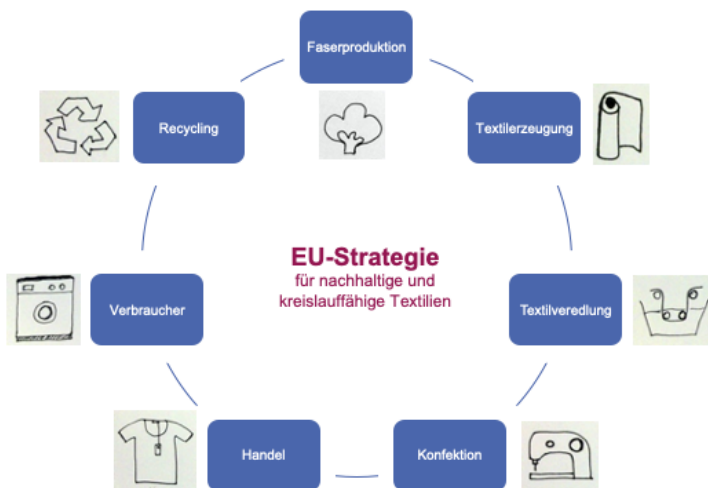 Faserproduktion
Textilerzeugung
Textilveredlung
Konfektion
Handel
Verbraucher
Recycling
EU-Strategie
für nachhaltige und
kreislauffähige Textilien